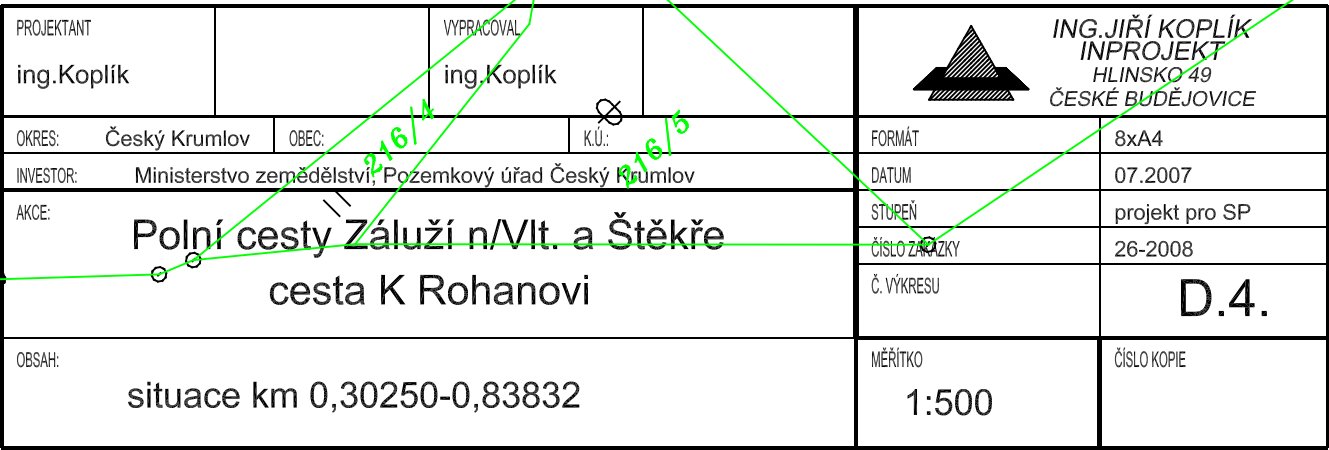 PROJEKTANT
ing.Koplík
VYPRACOVAL
ing.Koplík
ING.JIŘÍ KOPLÍK
INPROJEKT
HLINSKO 49
ČESKÉ BUDĚJOVICE
216/4
216/5
OKRES: Český Krumlov OBEC: K.Ú.:
INVESTOR: Ministerstvo zemědělství, Pozemkový úřad Český Krumlov
AKCE:
Polní cesty Záluží n/Vlt. a Štěkře
cesta K Rohanovi
OBSAH:
situace km 0,30250-0,83832
FORMÁT 8xA4
DATUM 07.2007
STUPEŇ projekt pro SP
ČÍSLO ZAKÁZKY 26-2008
Č. VÝKRESU D.4.
MĚŘÍTKO
1:500
ČÍSLO KOPIE